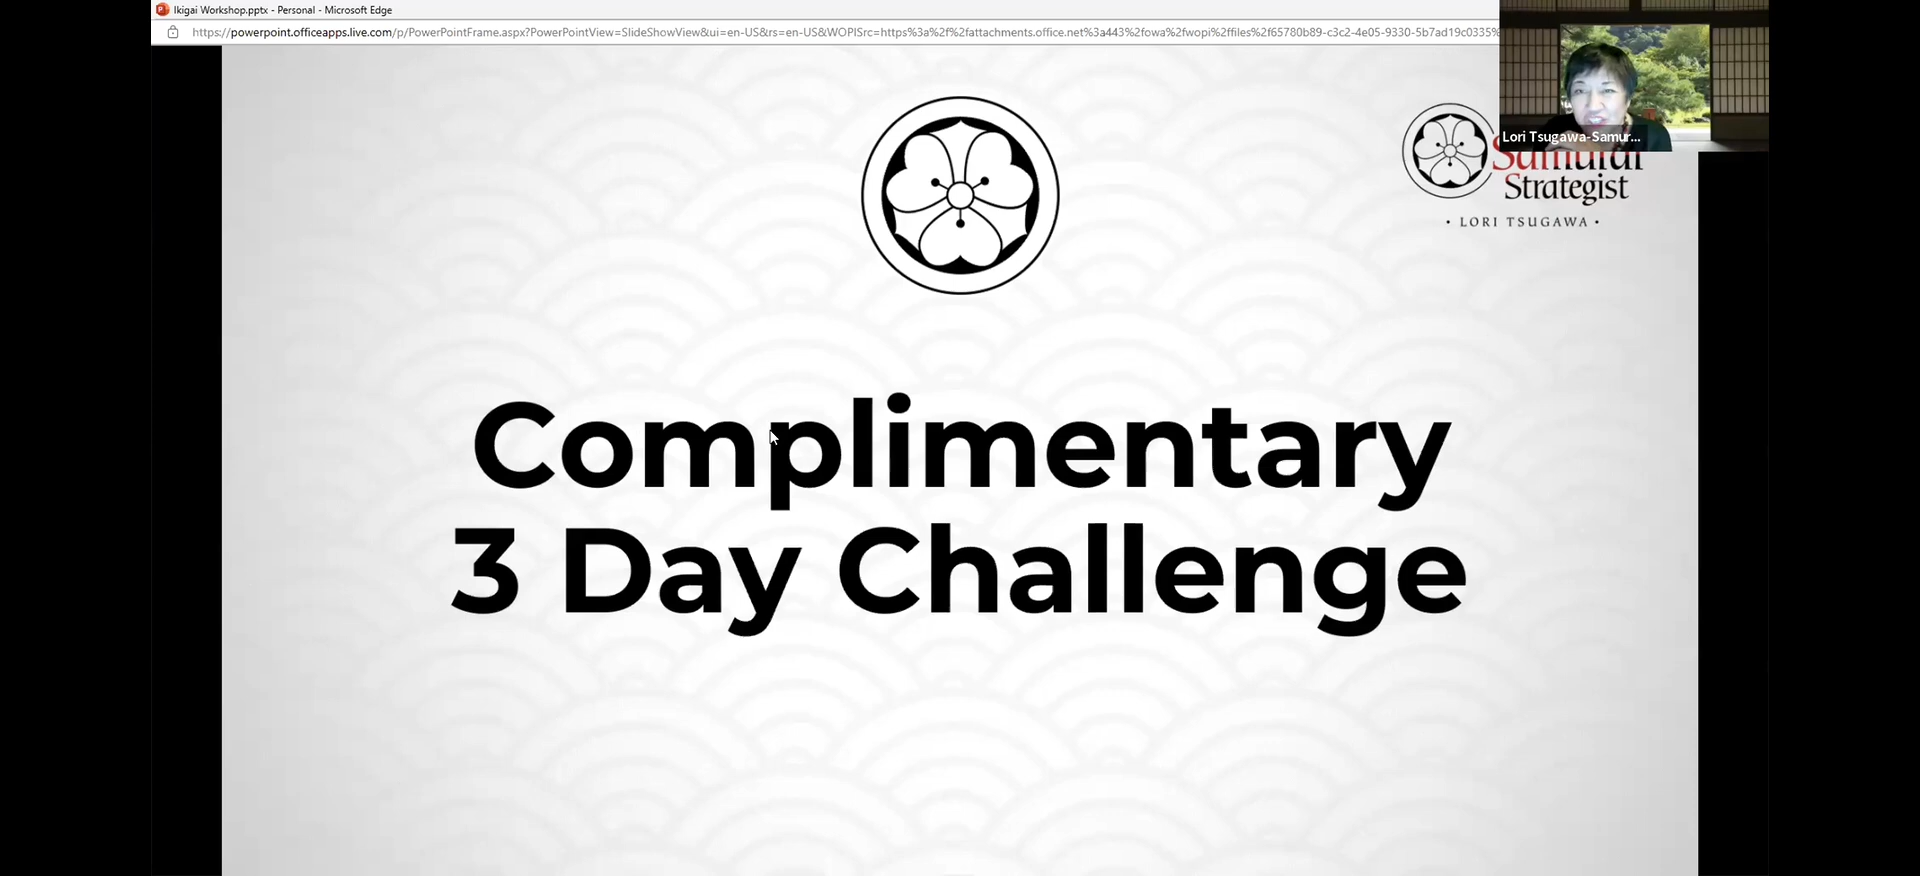 Ikigai Workshop.pptx - Personal - Microsoft Edge
https://powerpoint.officeapps.live.com/p/PowerPointFrame.aspx?PowerPointView=SlideShowView&ui=en-US&rs=en-US&WOPISrc=https%3a%2f%2fattachments.office.net%3a443%2fowa%2fwopi%2ffiles%2f65780b89-c3c2-4e05-9330-5b7ad19c0335%
Lori Tsugawa-Samur...
Samurai
Strategist
• LORI TSUGAWA •
Complimentary
3 Day Challenge